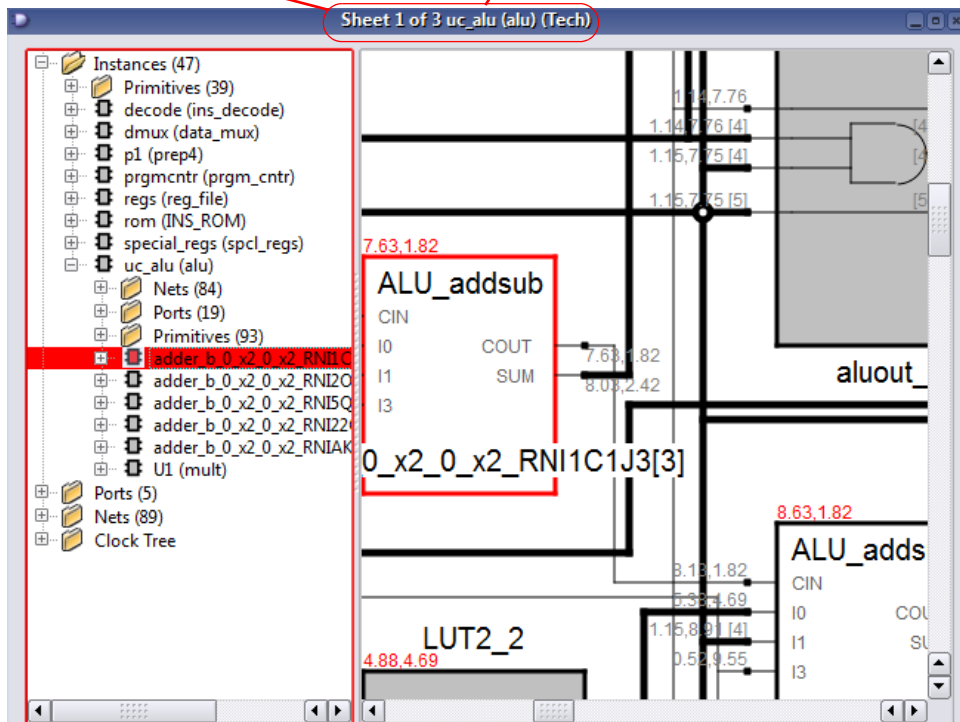 Sheet 1 of 3 uc_alu (alu) (Tech)
Instances (47)
Primitives (39)
decode (ins_decode)
dmux (data_mux)
p1 (prep4)
prgmcntr (prgm_cntr)
regs (reg_file)
rom (INS_ROM)
special_regs (spcl_regs)
uc_alu (alu)
Nets (84)
Ports (19)
Primitives (93)
adder_b_0_x2_0_x2_RNI1C
adder_b_0_x2_0_x2_RNI2O
adder_b_0_x2_0_x2_RNI5Q
adder_b_0_x2_0_x2_RNI22
adder_b_0_x2_0_x2_RNIAK
U1 (mult)
Ports (5)
Nets (89)
Clock Tree
1.14,7.76
1.14,7.76 [4]
[4
1.15,7.75 [4]
[4
1.15,7.75 [5]
[5
7.63,1.82
ALU_addsub
CIN
I0
COUT
I1
SUM
I3
7.63,1.82
8.03,2.42
0_x2_0_x2_RNI1C1J3[3]
aluout_
8.63,1.82
ALU_adds
CIN
I0
COU
I1
SU
I3
8.13,1.82
5.38,4.69
1.15,8.91 [4]
0.52,9.55
LUT2_2
4.88,4.69